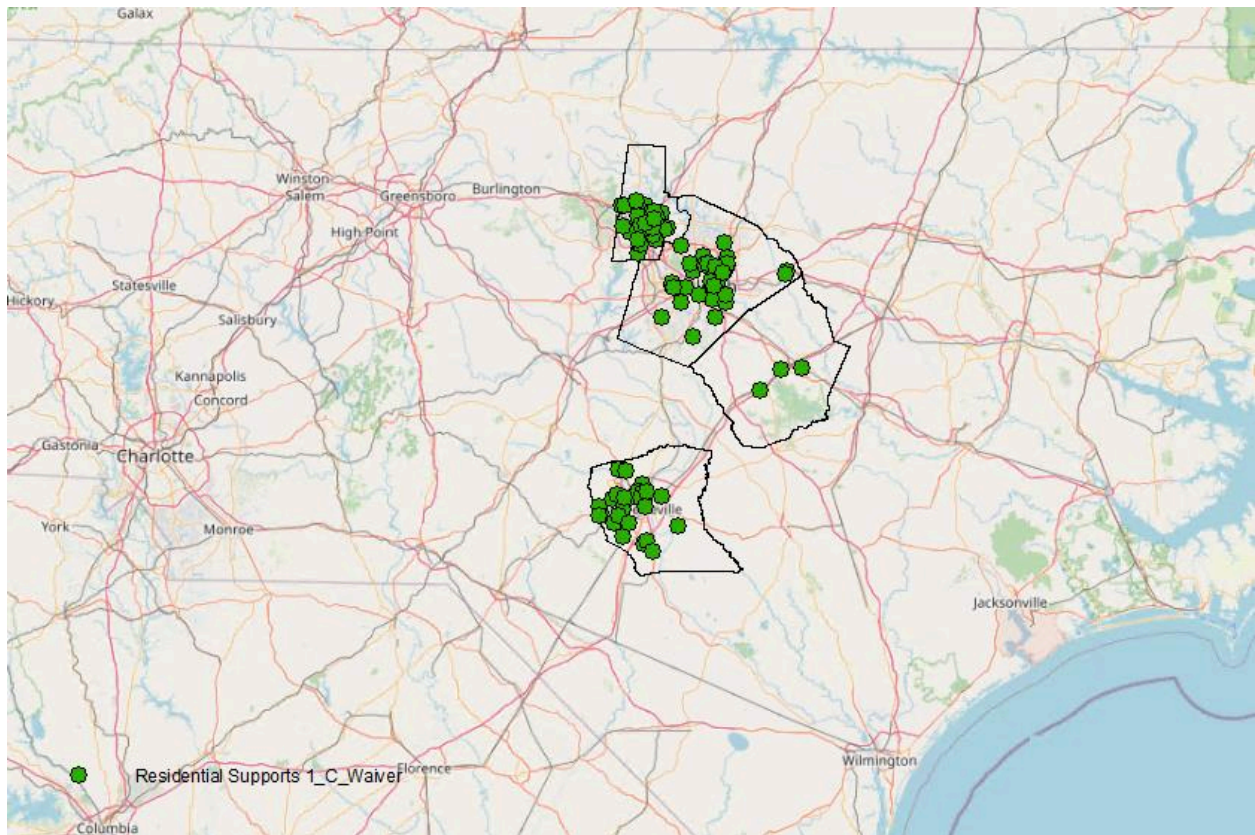 Galax
Danville
Winston
Salem
Greensboro
Burlington
High Point
Hickory
Statesville
Salisbury
Kannapolis
Concord
Gastonia
Charlotte
York
Monroe
Jacksonville
Wilmington
Residential Supports 1_C_Waiver
Florence
Columbia